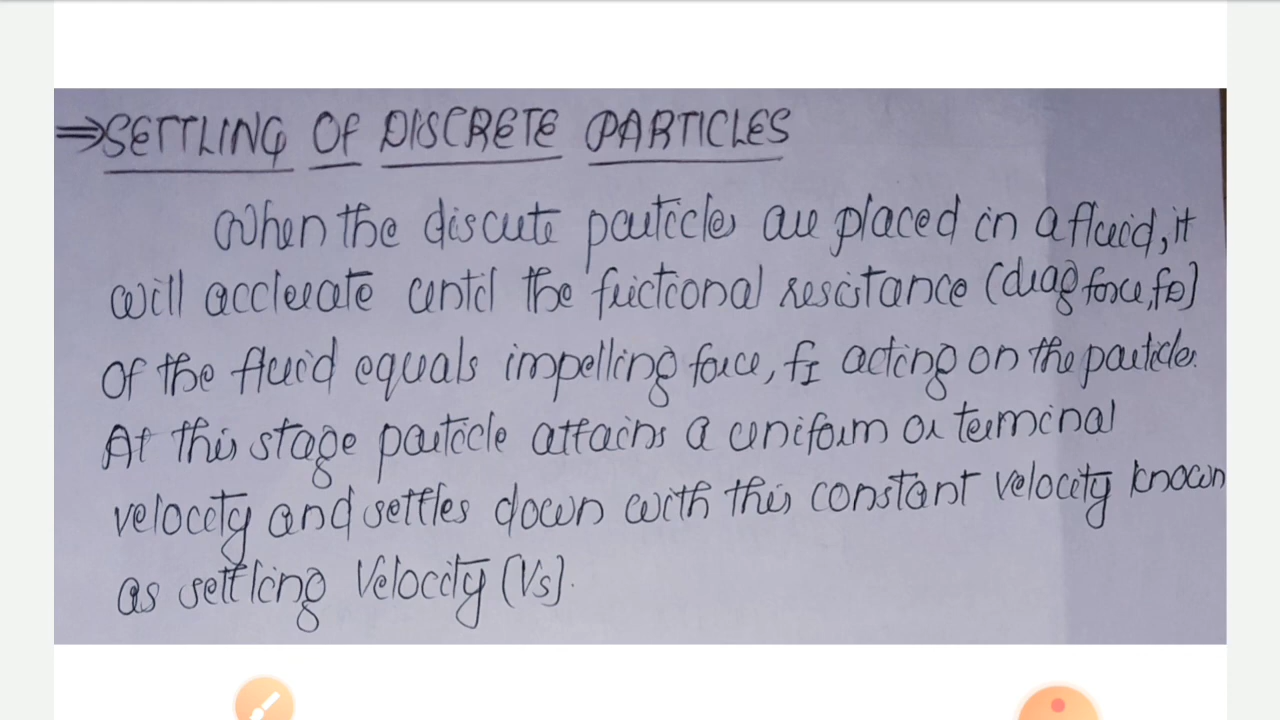 ⇒SETTLING OF DISCRETE PARTICLES
When the discrete particles are placed in a fluid, it
will acclerate until the frictional resistance (drag force, fD)
Of the fluid equals impelling force, fI acting on the particle.
At this stage particle attains a uniform or terminal
velocity and settles down with this constant velocity known
as settling Velocity (Vs).